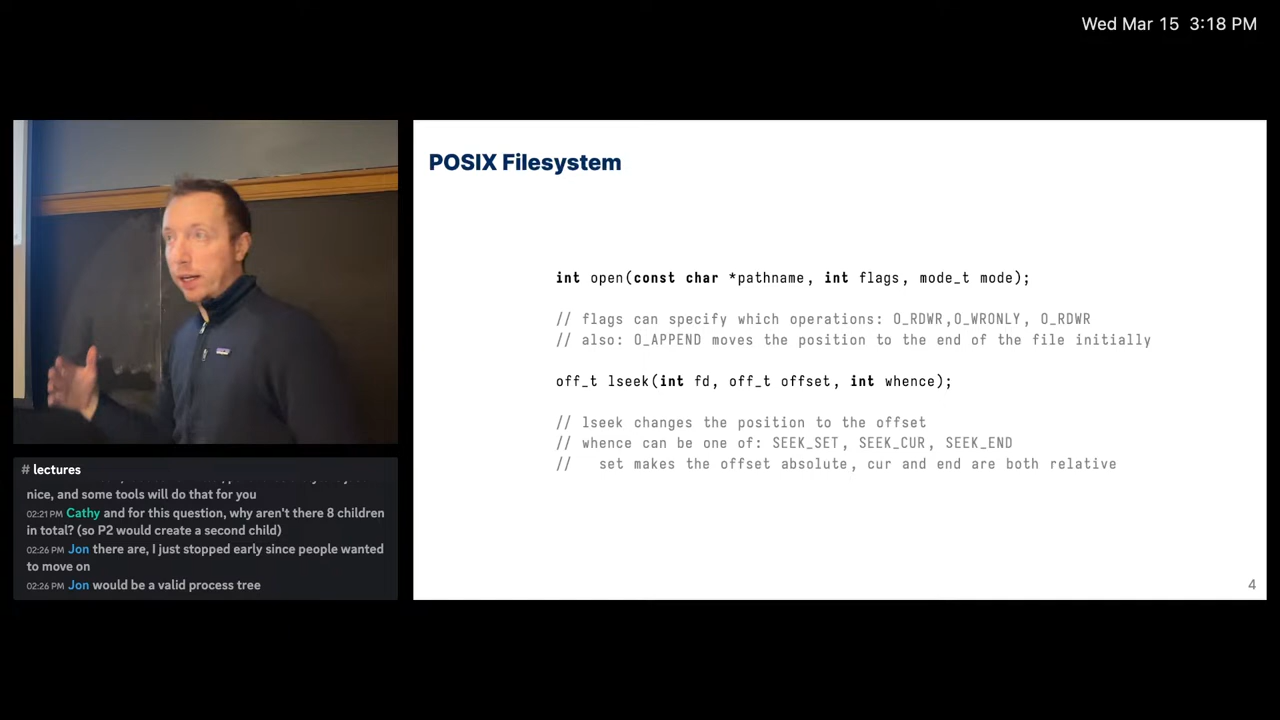 Wed Mar 15 3:18 PM
POSIX Filesystem
int open(const char *pathname, int flags, mode_t mode);
// flags can specify which operations: O_RDWR,O_WRONLY, O_RDWR
// also: O_APPEND moves the position to the end of the file initially
off_t lseek(int fd, off_t offset, int whence);
// lseek changes the position to the offset
// whence can be one of: SEEK_SET, SEEK_CUR, SEEK_END
// set makes the offset absolute, cur and end are both relative
4
# lectures
nice, and some tools will do that for you
02:21 PM Cathy and for this question, why aren't there 8 children
in total? (so P2 would create a second child)
02:26 PM Jon there are, I just stopped early since people wanted
to move on
02:26 PM Jon would be a valid process tree